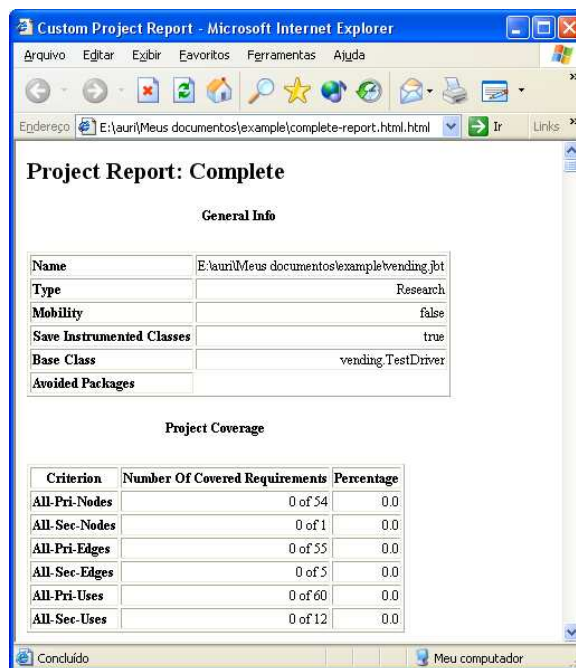 Custom Project Report - Microsoft Internet Explorer
Arquivo Editar Exibir Favoritos Ferramentas Ajuda
Endereço E:\auri\Meus documentos\example\complete-report.html.html Ir Links
Project Report: Complete
General Info
Name E:\auri\Meus documentos\example\vending.jbt
Type Research
Mobility false
Save Instrumented Classes true
Base Class vending.TestDriver
Avoided Packages
Project Coverage
Criterion Number Of Covered Requirements Percentage
All-Pri-Nodes 0 of 54 0.0
All-Sec-Nodes 0 of 1 0.0
All-Pri-Edges 0 of 55 0.0
All-Sec-Edges 0 of 5 0.0
All-Pri-Uses 0 of 60 0.0
All-Sec-Uses 0 of 12 0.0
Concluído Meu computador